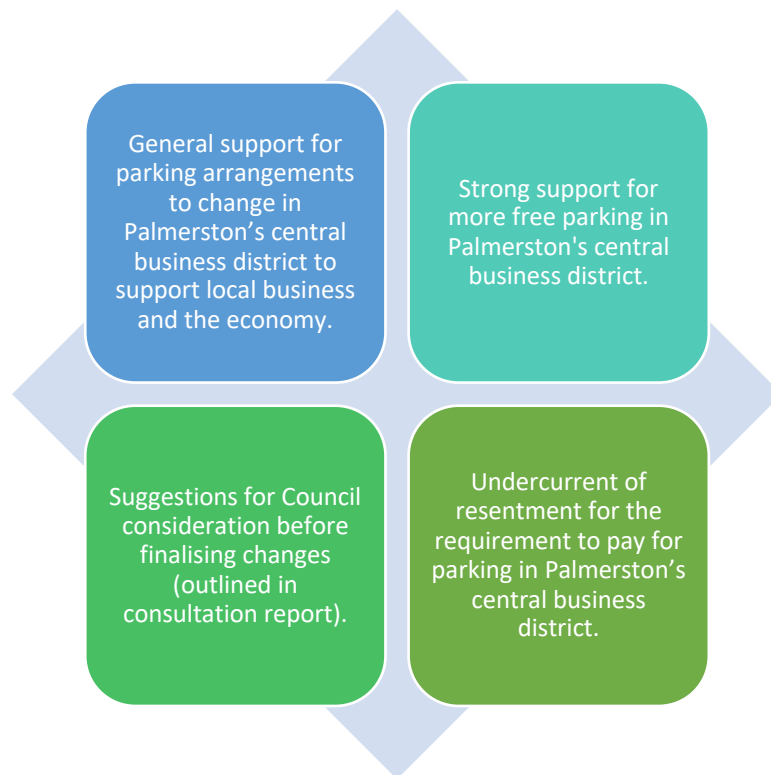 General support for
parking arrangements
to change in
Palmerston’s central
business district to
support local business
and the economy.
Strong support for
more free parking in
Palmerston's central
business district.
Suggestions for Council
consideration before
finalising changes
(outlined in
consultation report).
Undercurrent of
resentment for the
requirement to pay for
parking in Palmerston’s
central business
district.